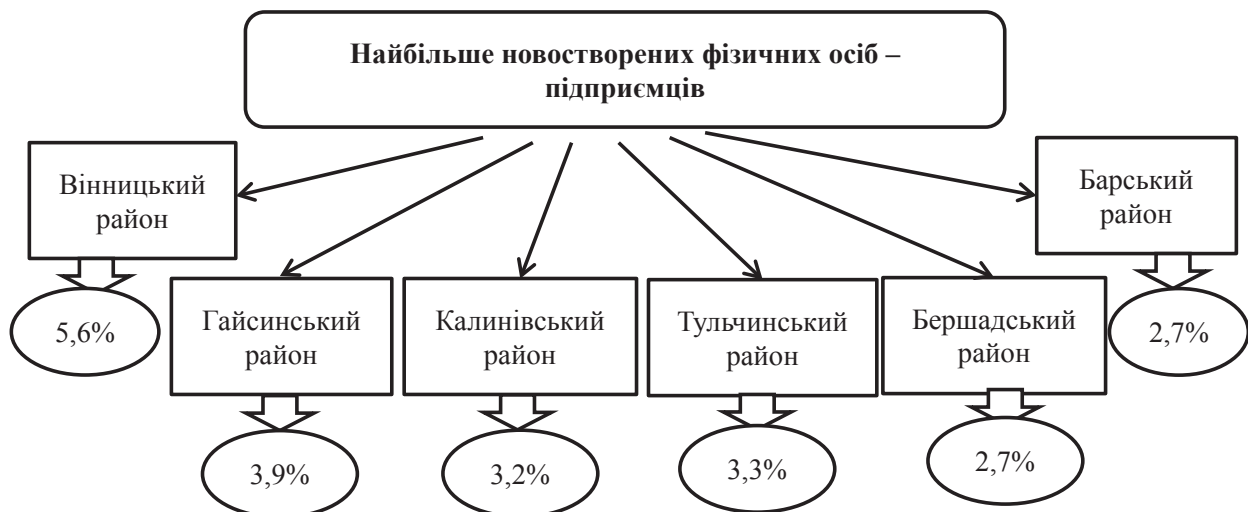 Найбільше новостворених фізичних осіб –
підприємців
Вінницький
район
5,6%
Гайсинський
район
3,9%
Калинівський
район
3,2%
Тульчинський
район
3,3%
Бершадський
район
2,7%
Барський
район
2,7%